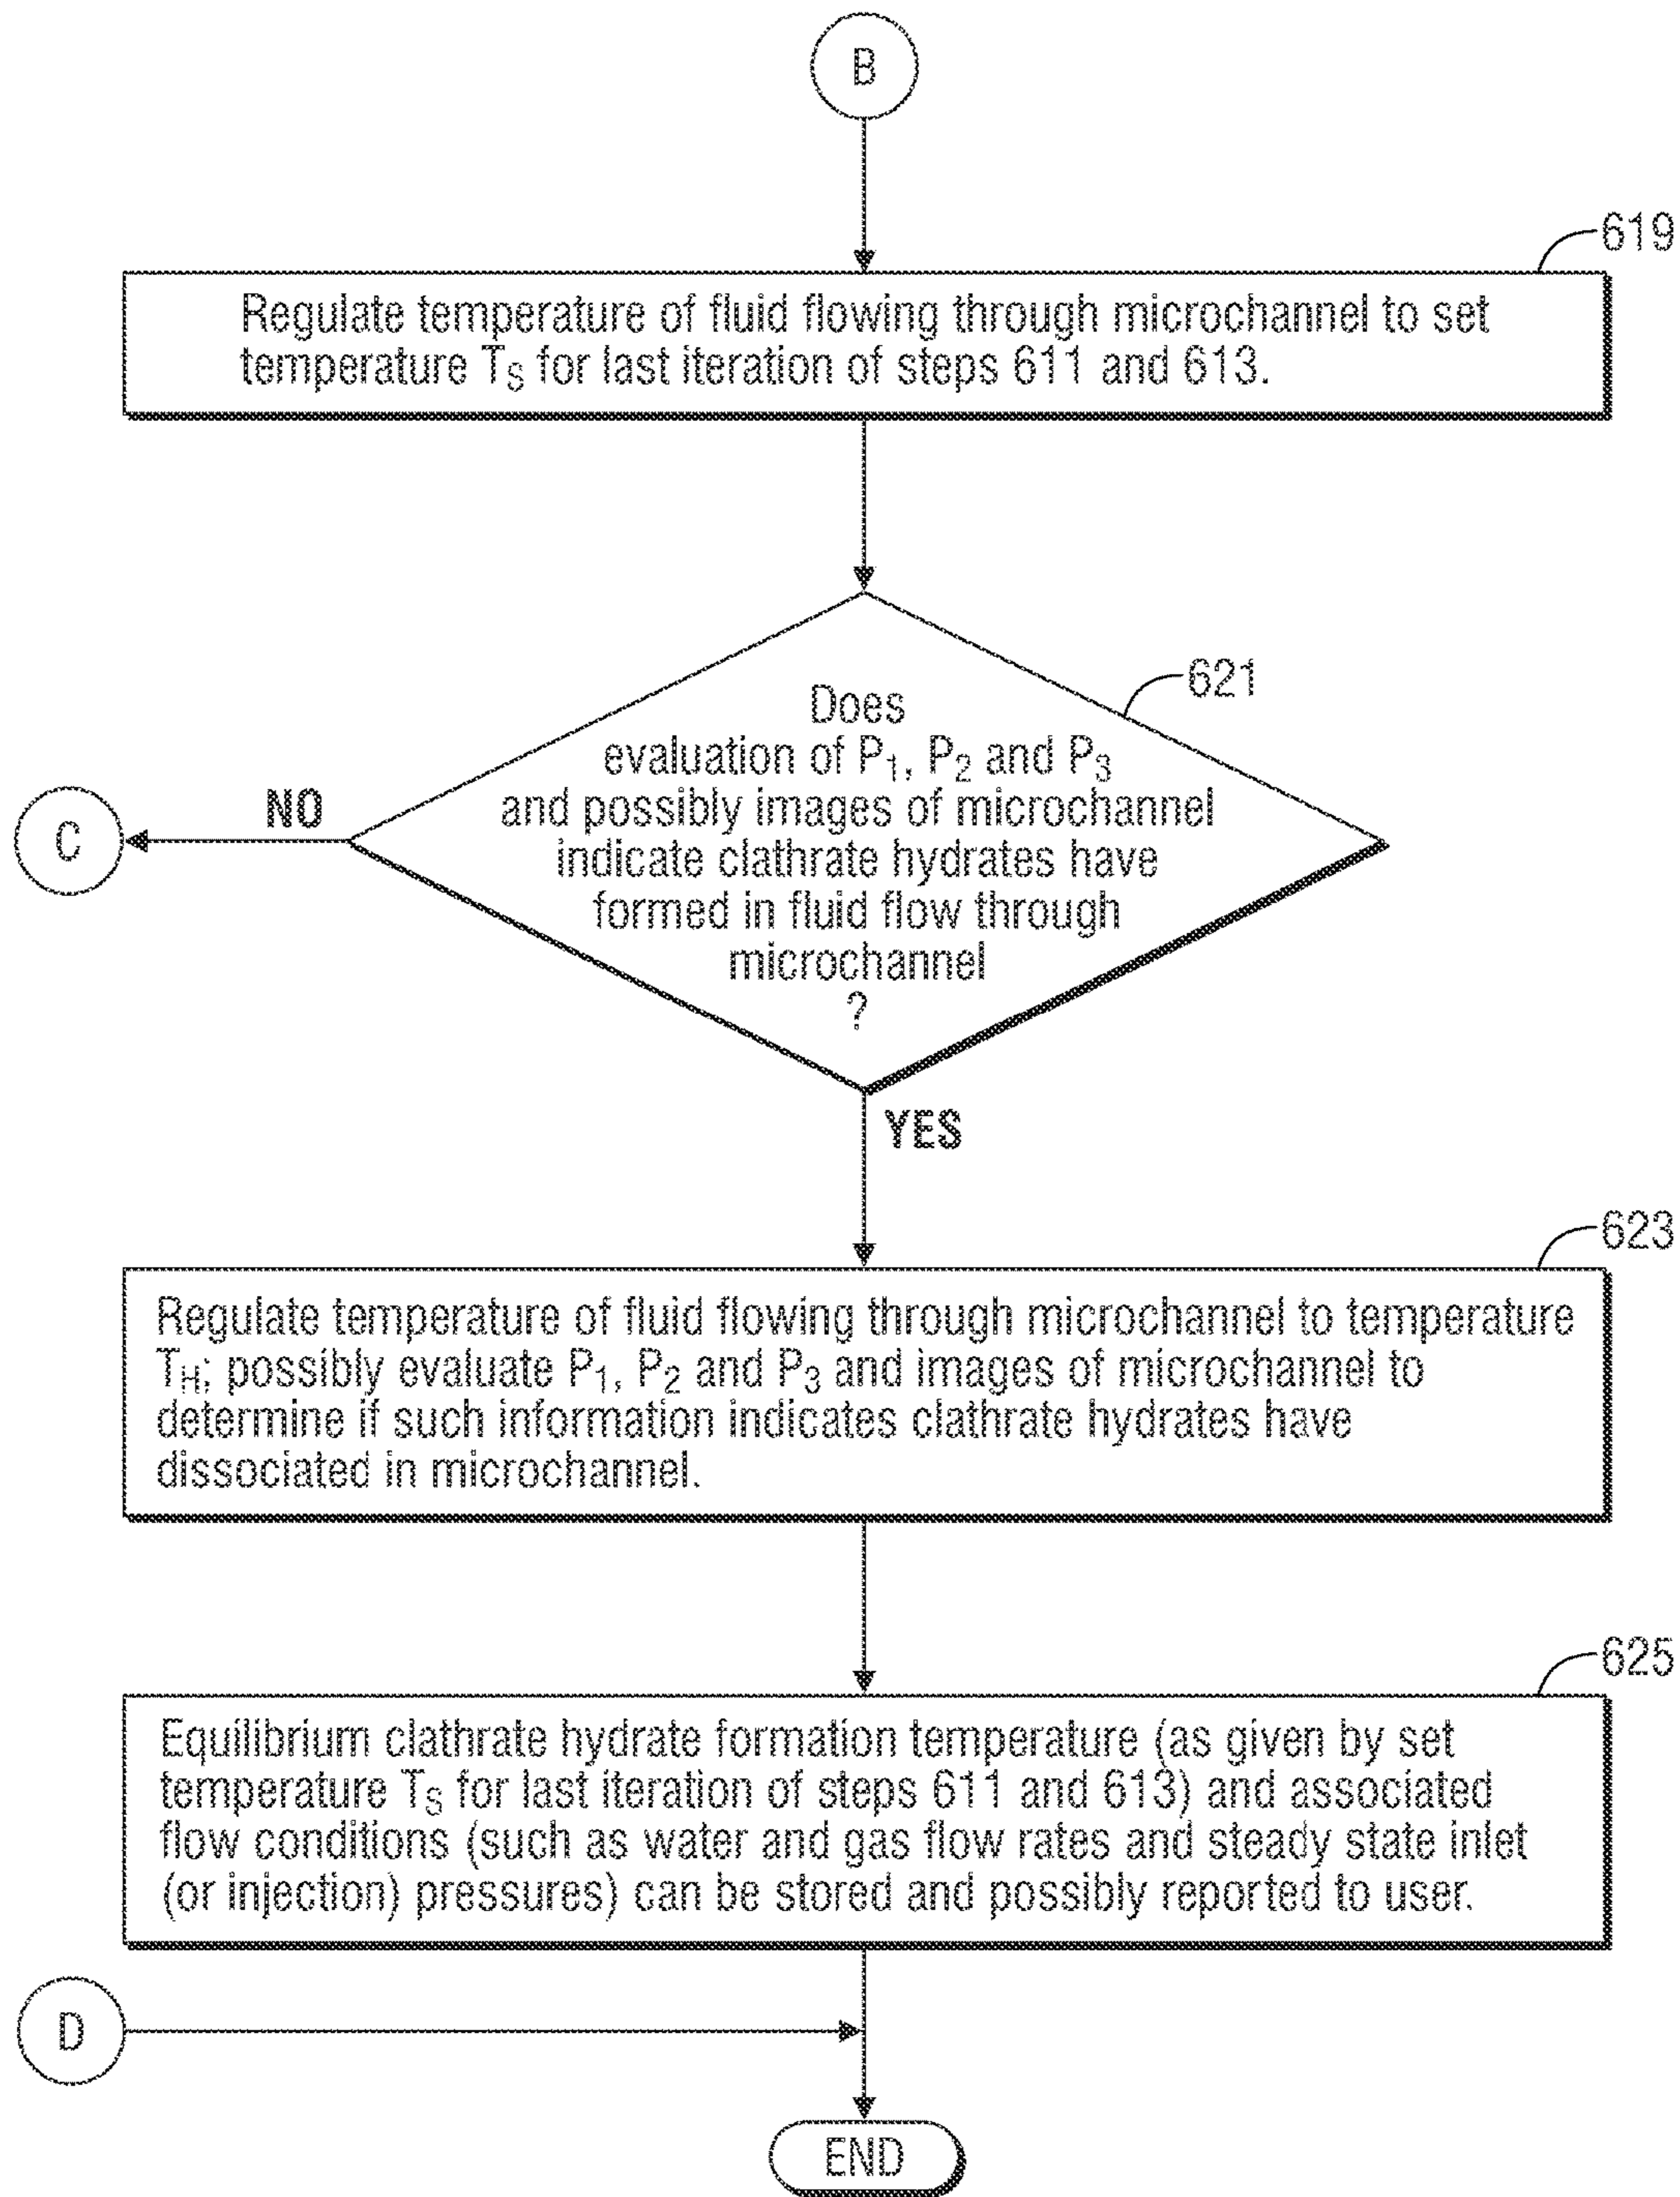 B
619
Regulate temperature of fluid flowing through microchannel to set
temperature T_S for last iteration of steps 611 and 613.
621
Does
evaluation of P₁, P₂ and P₃
and possibly images of microchannel
indicate clathrate hydrates have
formed in fluid flow through
microchannel
?
NO
C
YES
623
Regulate temperature of fluid flowing through microchannel to temperature
T_H; possibly evaluate P₁, P₂ and P₃ and images of microchannel to
determine if such information indicates clathrate hydrates have
dissociated in microchannel.
625
Equilibrium clathrate hydrate formation temperature (as given by set
temperature T_S for last iteration of steps 611 and 613) and associated
flow conditions (such as water and gas flow rates and steady state inlet
(or injection) pressures) can be stored and possibly reported to user.
D
END